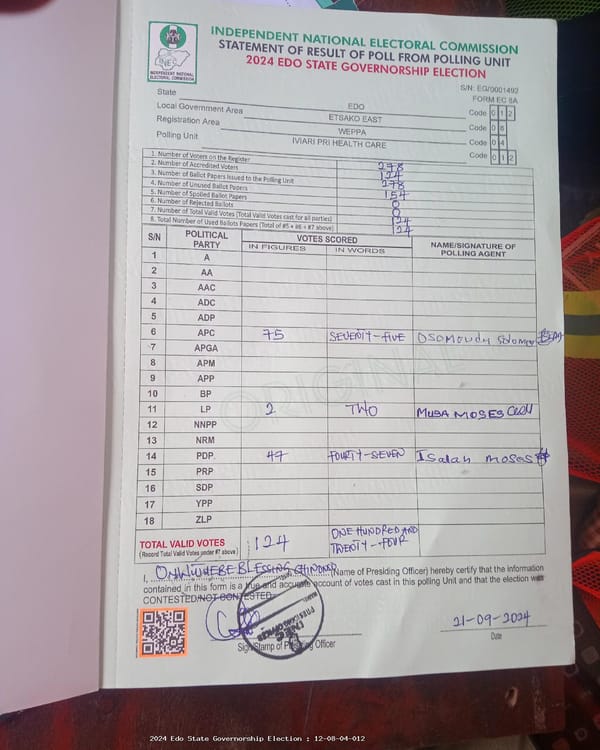 INDEPENDENT NATIONAL ELECTORAL COMMISSION
STATEMENT OF RESULT OF POLL FROM POLLING UNIT
2024 EDO STATE GOVERNORSHIP ELECTION
INEC
INDEPENDENT NATIONAL ELECTORAL COMMISSION
S/N: EG/0001492
FORM EC 8A
State EDO Code 0 1 2
Local Government Area ETSAKO EAST Code 0 8
Registration Area WEPPA Code 0 4
Polling Unit IVIARI PRI HEALTH CARE Code 0 1 2
1. Number of Voters on the Register 278
2. Number of Accredited Voters 124
3. Number of Ballot Papers Issued to the Polling Unit 278
4. Number of Unused Ballot Papers 154
5. Number of Spoiled Ballot Papers 0
6. Number of Rejected Ballots 0
7. Number of Total Valid Votes (Total Valid Votes cast for all parties) 124
8. Total Number of Used Ballots Papers (Total of #5 + #6 + #7 above) 124
S/N POLITICAL PARTY VOTES SCORED NAME/SIGNATURE OF POLLING AGENT
IN FIGURES IN WORDS
1 A
2 AA
3 AAC
4 ADC
5 ADP
6 APC 75 SEVENTY-FIVE Solomon
7 APGA
8 APM
9 APP
10 BP
11 LP 2 TWO MUSA MOSES
12 NNPP
13 NRM
14 PDP 47 FOURTY-SEVEN Isaiah moses
15 PRP
16 SDP
17 YPP
18 ZLP
ORIGINAL
TOTAL VALID VOTES 124 ONE HUNDRED AND
(Record Total Valid Votes under #7 above) TWENTY-FOUR
I, BLESSING (Name of Presiding Officer) hereby certify that the information
contained in this form is a true and accurate account of votes cast in this polling Unit and that the election was
CONTESTED/NOT CONTESTED
INEC
PRESIDING OFFICER
21-09-2024
Sign/Stamp of Presiding Officer Date
2024 Edo State Governorship Election : 12-08-04-012